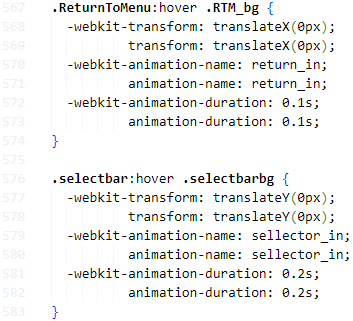 567 .ReturnToMenu:hover .RTM_bg {
568 -webkit-transform: translateX(0px);
569 transform: translateX(0px);
570 -webkit-animation-name: return_in;
571 animation-name: return_in;
572 -webkit-animation-duration: 0.1s;
573 animation-duration: 0.1s;
574 }
575
576 .selectbar:hover .selectbarbg {
577 -webkit-transform: translateY(0px);
578 transform: translateY(0px);
579 -webkit-animation-name: sellector_in;
580 animation-name: sellector_in;
581 -webkit-animation-duration: 0.2s;
582 animation-duration: 0.2s;
583 }